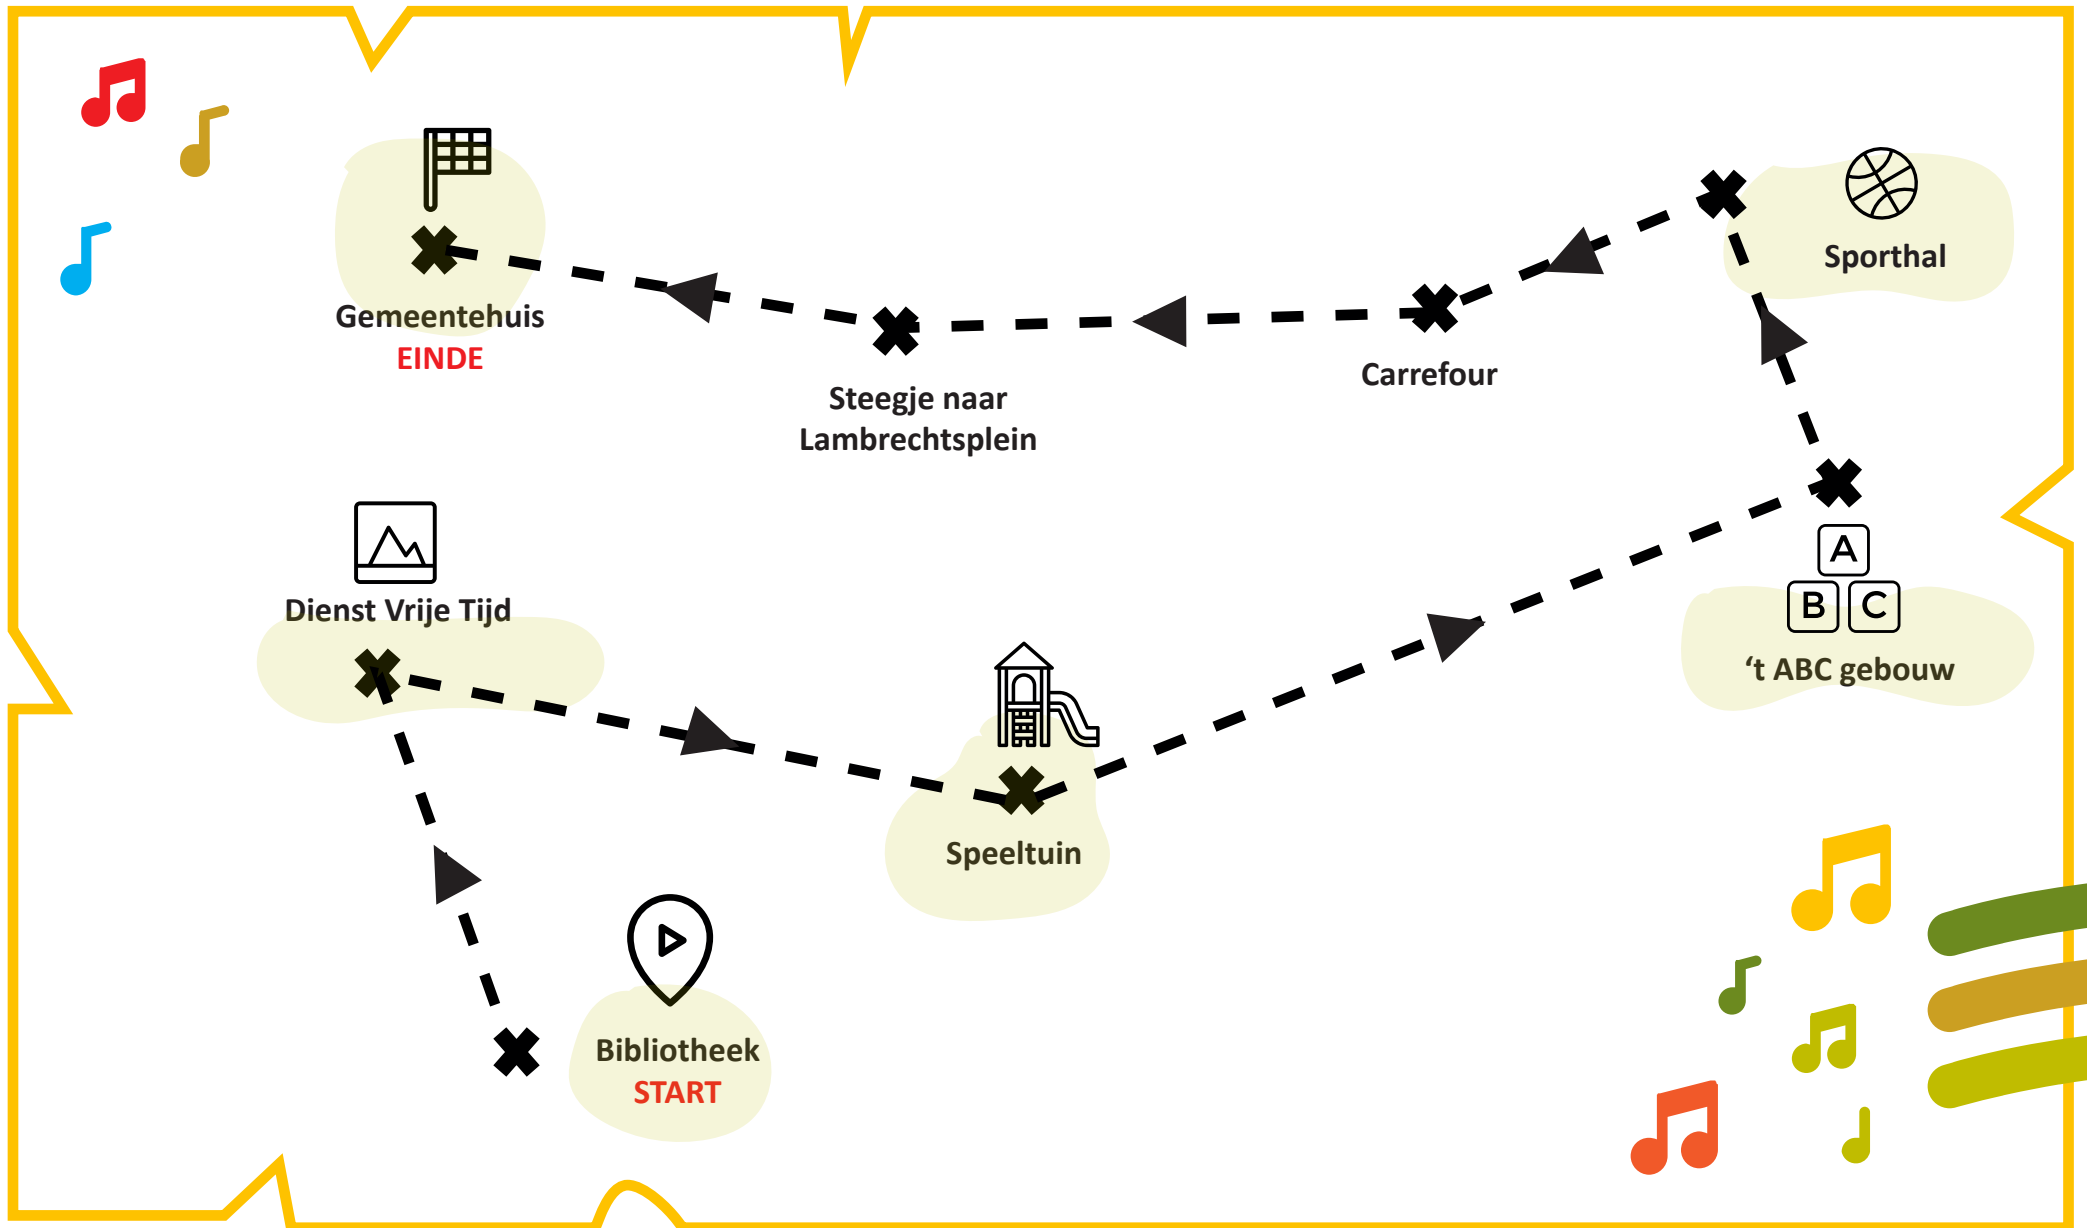 Sporthal
Gemeentehuis
EINDE
Carrefour
Steegje naar
Lambrechtsplein
Dienst Vrije Tijd
A
B C
‘t ABC gebouw
Speeltuin
Bibliotheek
START